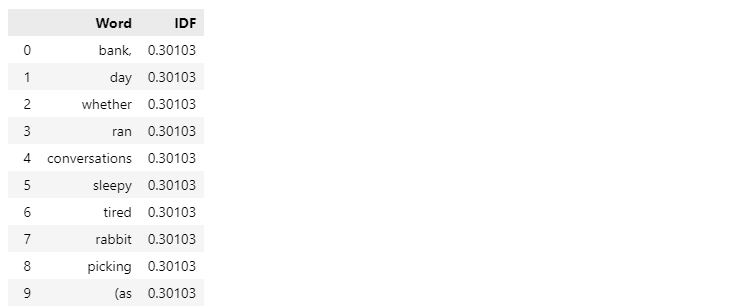 Word IDF
0 bank, 0.30103
1 day 0.30103
2 whether 0.30103
3 ran 0.30103
4 conversations 0.30103
5 sleepy 0.30103
6 tired 0.30103
7 rabbit 0.30103
8 picking 0.30103
9 (as 0.30103